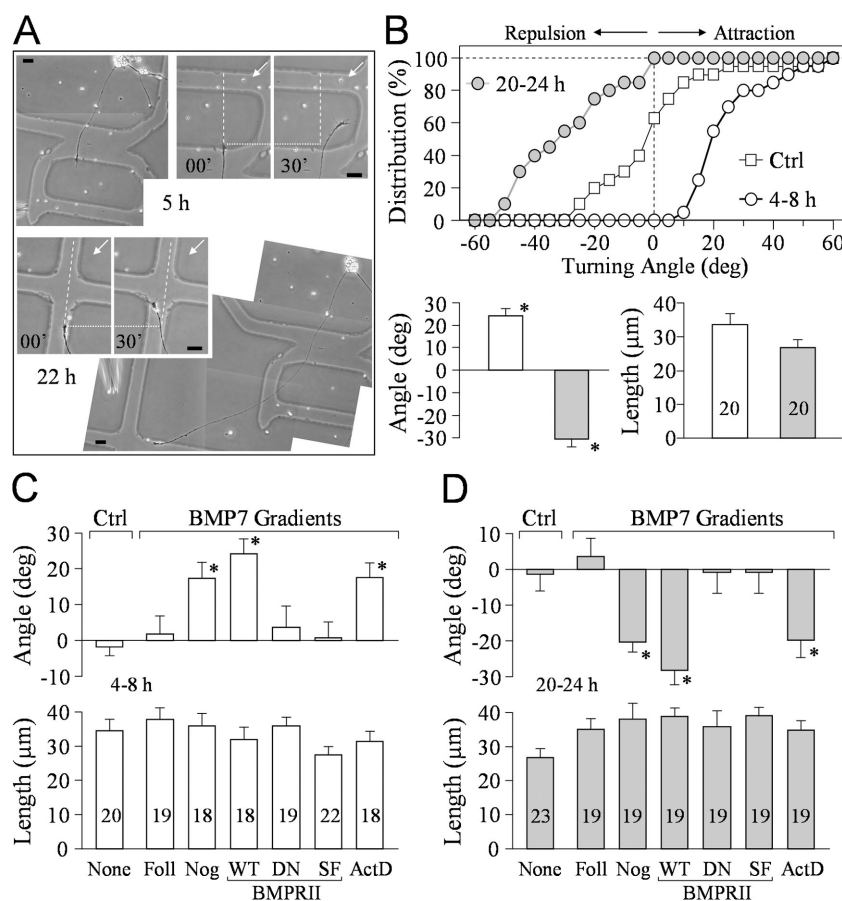 A
00'
30'
5 h
00'
30'
22 h
B
Repulsion
Attraction
Distribution (%)
100
80
60
40
20
0
20-24 h
Ctrl
4-8 h
-60
-40
-20
0
20
40
60
Turning Angle (deg)
Angle (deg)
30
20
10
0
-10
-20
-30
*
*
Length (μm)
40
30
20
10
0
20
20
C
Ctrl
BMP7 Gradients
Angle (deg)
30
20
10
0
-10
*
*
*
4-8 h
Length (μm)
40
30
20
10
0
20
19
18
18
19
22
18
None
Foll
Nog
WT
DN
SF
ActD
BMPRII
D
Ctrl
BMP7 Gradients
Angle (deg)
20
10
0
-10
-20
-30
*
*
*
20-24 h
Length (μm)
40
30
20
10
0
23
19
19
19
19
19
19
None
Foll
Nog
WT
DN
SF
ActD
BMPRII